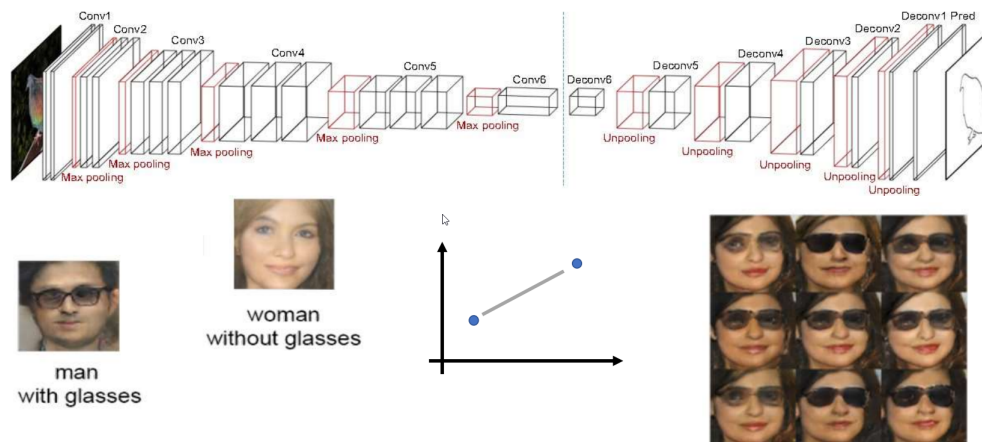 Conv1
Conv2
Conv3
Conv4
Conv5
Conv6
Deconv6
Deconv5
Deconv4
Deconv3
Deconv2
Deconv1 Pred
Max pooling
Max pooling
Max pooling
Max pooling
Max pooling
Unpooling
Unpooling
Unpooling
Unpooling
Unpooling
man
with glasses
woman
without glasses